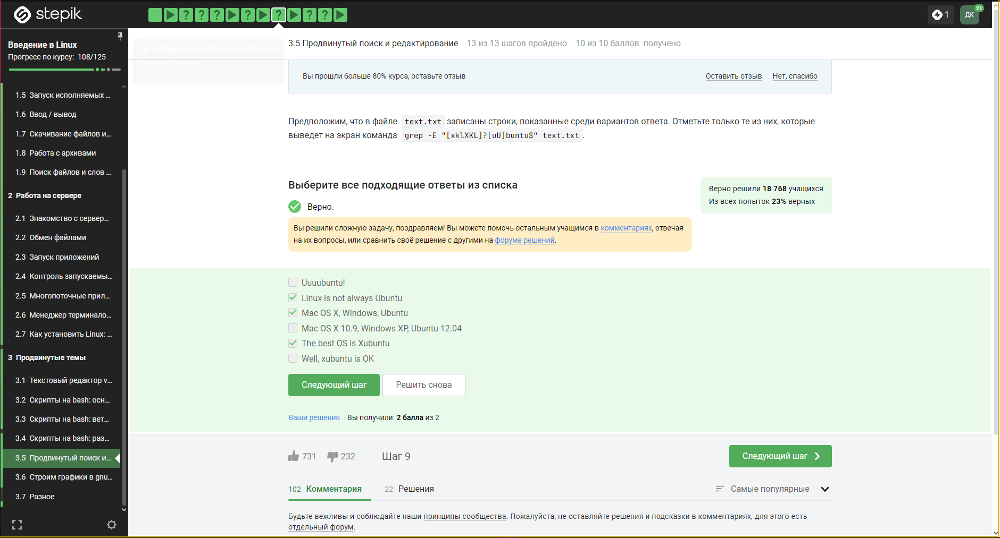 stepik
? ? ? ? ? ? ?
1
ДК
21
Введение в Linux
Прогресс по курсу: 108/125
1.5 Запуск исполняемых ...
1.6 Ввод / вывод
1.7 Скачивание файлов и...
1.8 Работа с архивами
1.9 Поиск файлов и слов ...
2 Работа на сервере
2.1 Знакомство с сервер...
2.2 Обмен файлами
2.3 Запуск приложений
2.4 Контроль запускаемы...
2.5 Многопоточные прил...
2.6 Менеджер терминало...
2.7 Как установить Linux: ...
3 Продвинутые темы
3.1 Текстовый редактор v...
3.2 Скрипты на bash: осн...
3.3 Скрипты на bash: вет...
3.4 Скрипты на bash: раз...
3.5 Продвинутый поиск и...
3.6 Строим графики в gnu...
3.7 Разное
До сертификата с отличием осталось
3.5 Продвинутый поиск и редактирование 13 из 13 шагов пройдено 10 из 10 баллов получено
Вы прошли больше 80% курса, оставьте отзыв Оставить отзыв Нет, спасибо
Предположим, что в файле text.txt записаны строки, показанные среди вариантов ответа. Отметьте только те из них, которые
выведет на экран команда grep -E "[xklXKL]?[uU]buntu$" text.txt.
Выберите все подходящие ответы из списка
Верно решили 18 768 учащихся
Из всех попыток 23% верных
Верно.
Вы решили сложную задачу, поздравляем! Вы можете помочь остальным учащимся в комментариях, отвечая
на их вопросы, или сравнить своё решение с другими на форуме решений.
Uuuubuntu!
Linux is not always Ubuntu
Mac OS X, Windows, Ubuntu
Mac OS X 10.9, Windows XP, Ubuntu 12.04
The best OS is Xubuntu
Well, xubuntu is OK
Следующий шаг Решить снова
Ваши решения Вы получили: 2 балла из 2
731 232 Шаг 9 Следующий шаг
102 Комментария 22 Решения Самые популярные
Будьте вежливы и соблюдайте наши принципы сообщества. Пожалуйста, не оставляйте решения и подсказки в комментариях, для этого есть
отдельный форум.